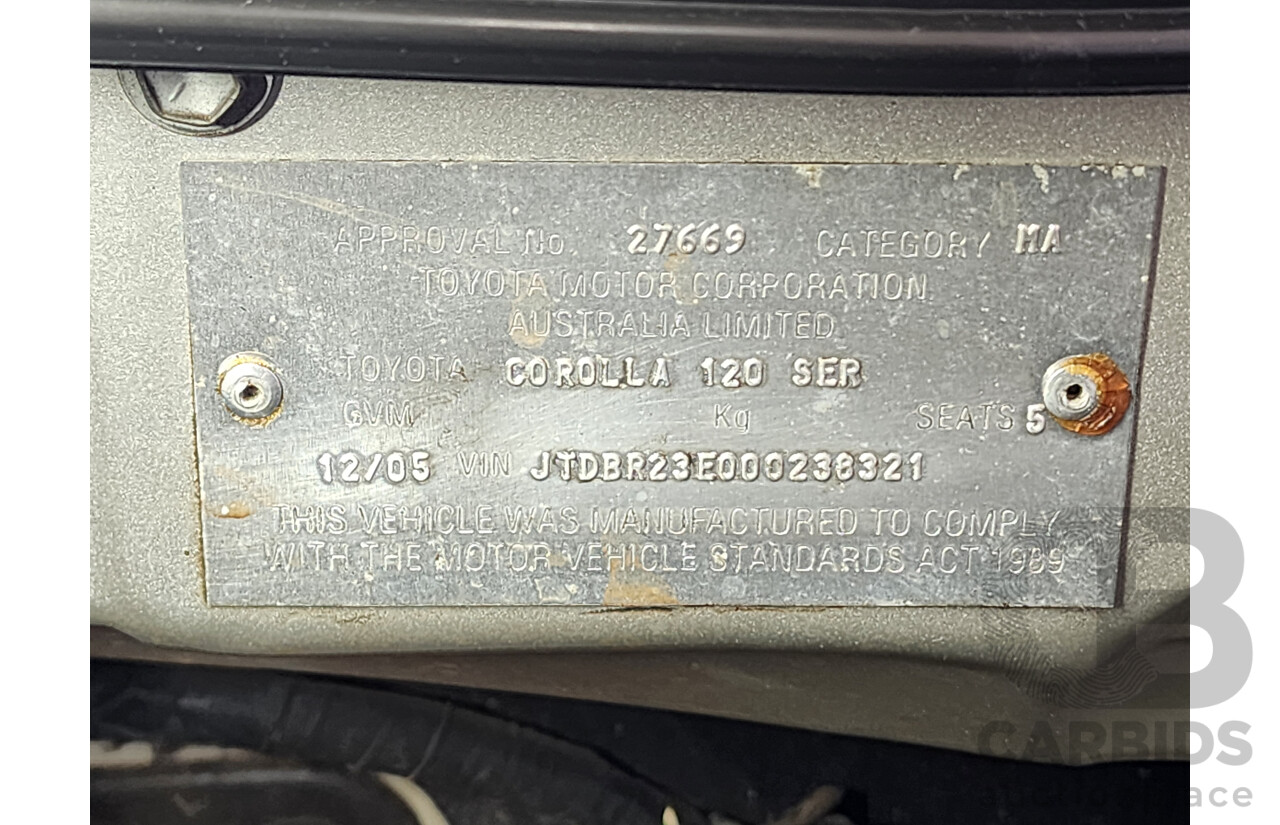 APPROVAL No 27669 CATEGORY MA
TOYOTA MOTOR CORPORATION
AUSTRALIA LIMITED
TOYOTA COROLLA 120 SER
GVM Kg SEATS 5
12/05 VIN JTDBR23E000238321
THIS VEHICLE WAS MANUFACTURED TO COMPLY
WITH THE MOTOR VEHICLE STANDARDS ACT 1989
B
CARBIDS